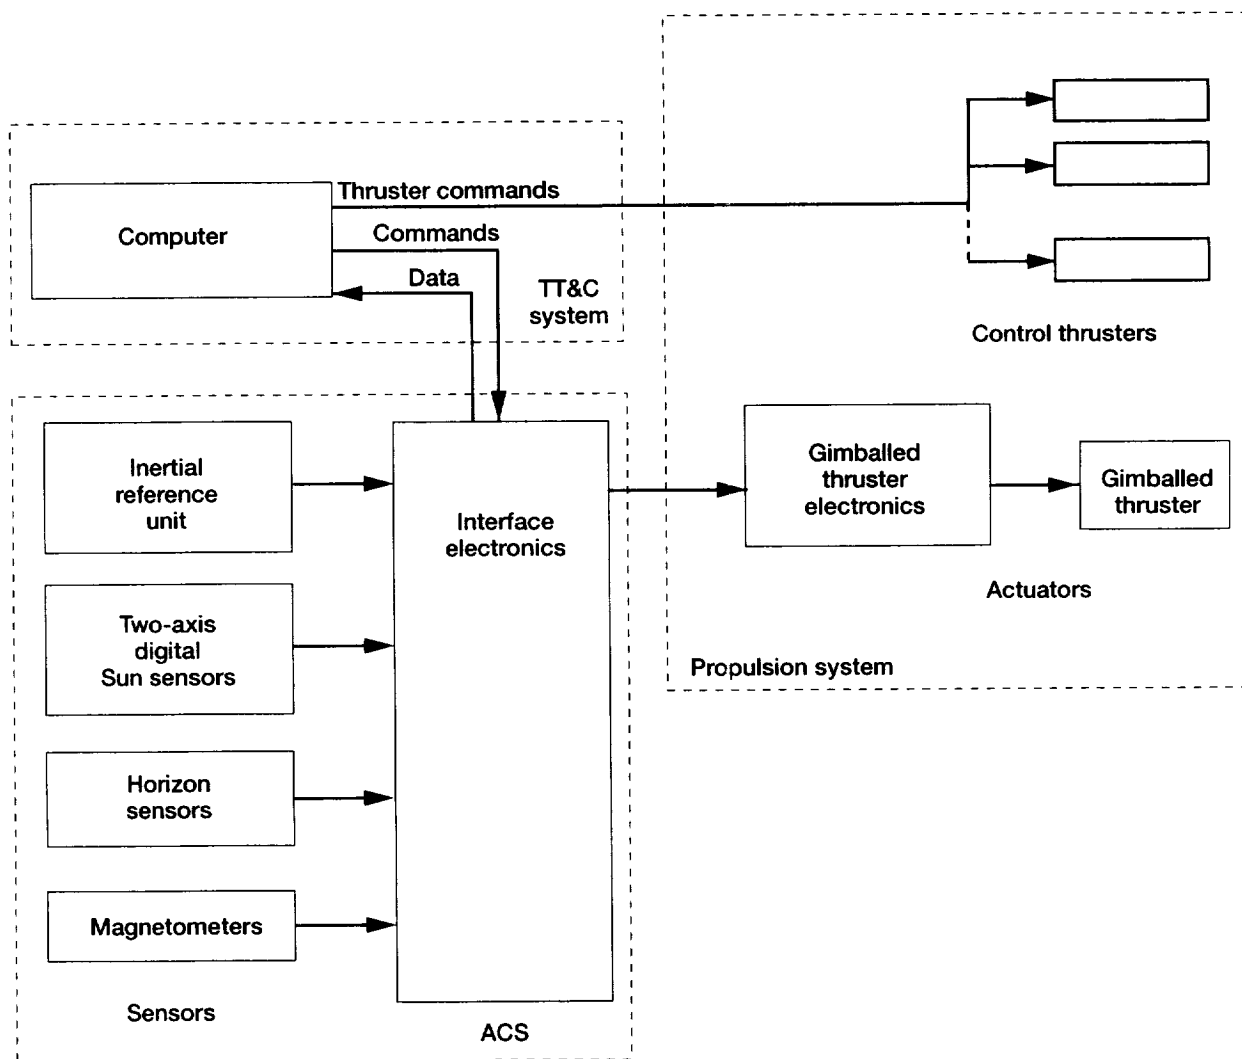 Thruster commands
Computer
Commands
Data
TT&C
system
Control thrusters
Inertial
reference
unit
Interface
electronics
Gimballed
thruster
electronics
Gimballed
thruster
Actuators
Two-axis
digital
Sun sensors
Propulsion system
Horizon
sensors
Magnetometers
Sensors
ACS